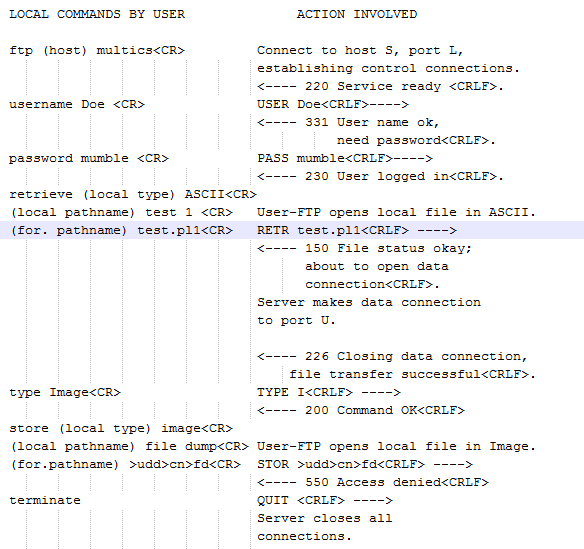 LOCAL COMMANDS BY USER              ACTION INVOLVED

ftp (host) multics<CR>         Connect to host S, port L,
                               establishing control connections.
                               <---- 220 Service ready <CRLF>.
username Doe <CR>              USER Doe<CRLF>---->
                               <---- 331 User name ok,
                                         need password<CRLF>.
password mumble <CR>           PASS mumble<CRLF>---->
                               <---- 230 User logged in<CRLF>.
retrieve (local type) ASCII<CR>
(local pathname) test 1 <CR>   User-FTP opens local file in ASCII.
(for. pathname) test.pl1<CR>   RETR test.pl1<CRLF> ---->
                               <---- 150 File status okay;
                                     about to open data
                                     connection<CRLF>.
                               Server makes data connection
                               to port U.

                               <---- 226 Closing data connection,
                                   file transfer successful<CRLF>.
type Image<CR>                 TYPE I<CRLF> ---->
                               <---- 200 Command OK<CRLF>
store (local type) image<CR>
(local pathname) file dump<CR> User-FTP opens local file in Image.
(for.pathname) >udd>cn>fd<CR>  STOR >udd>cn>fd<CRLF> ---->
                               <---- 550 Access denied<CRLF>
terminate                      QUIT <CRLF> ---->
                               Server closes all
                               connections.